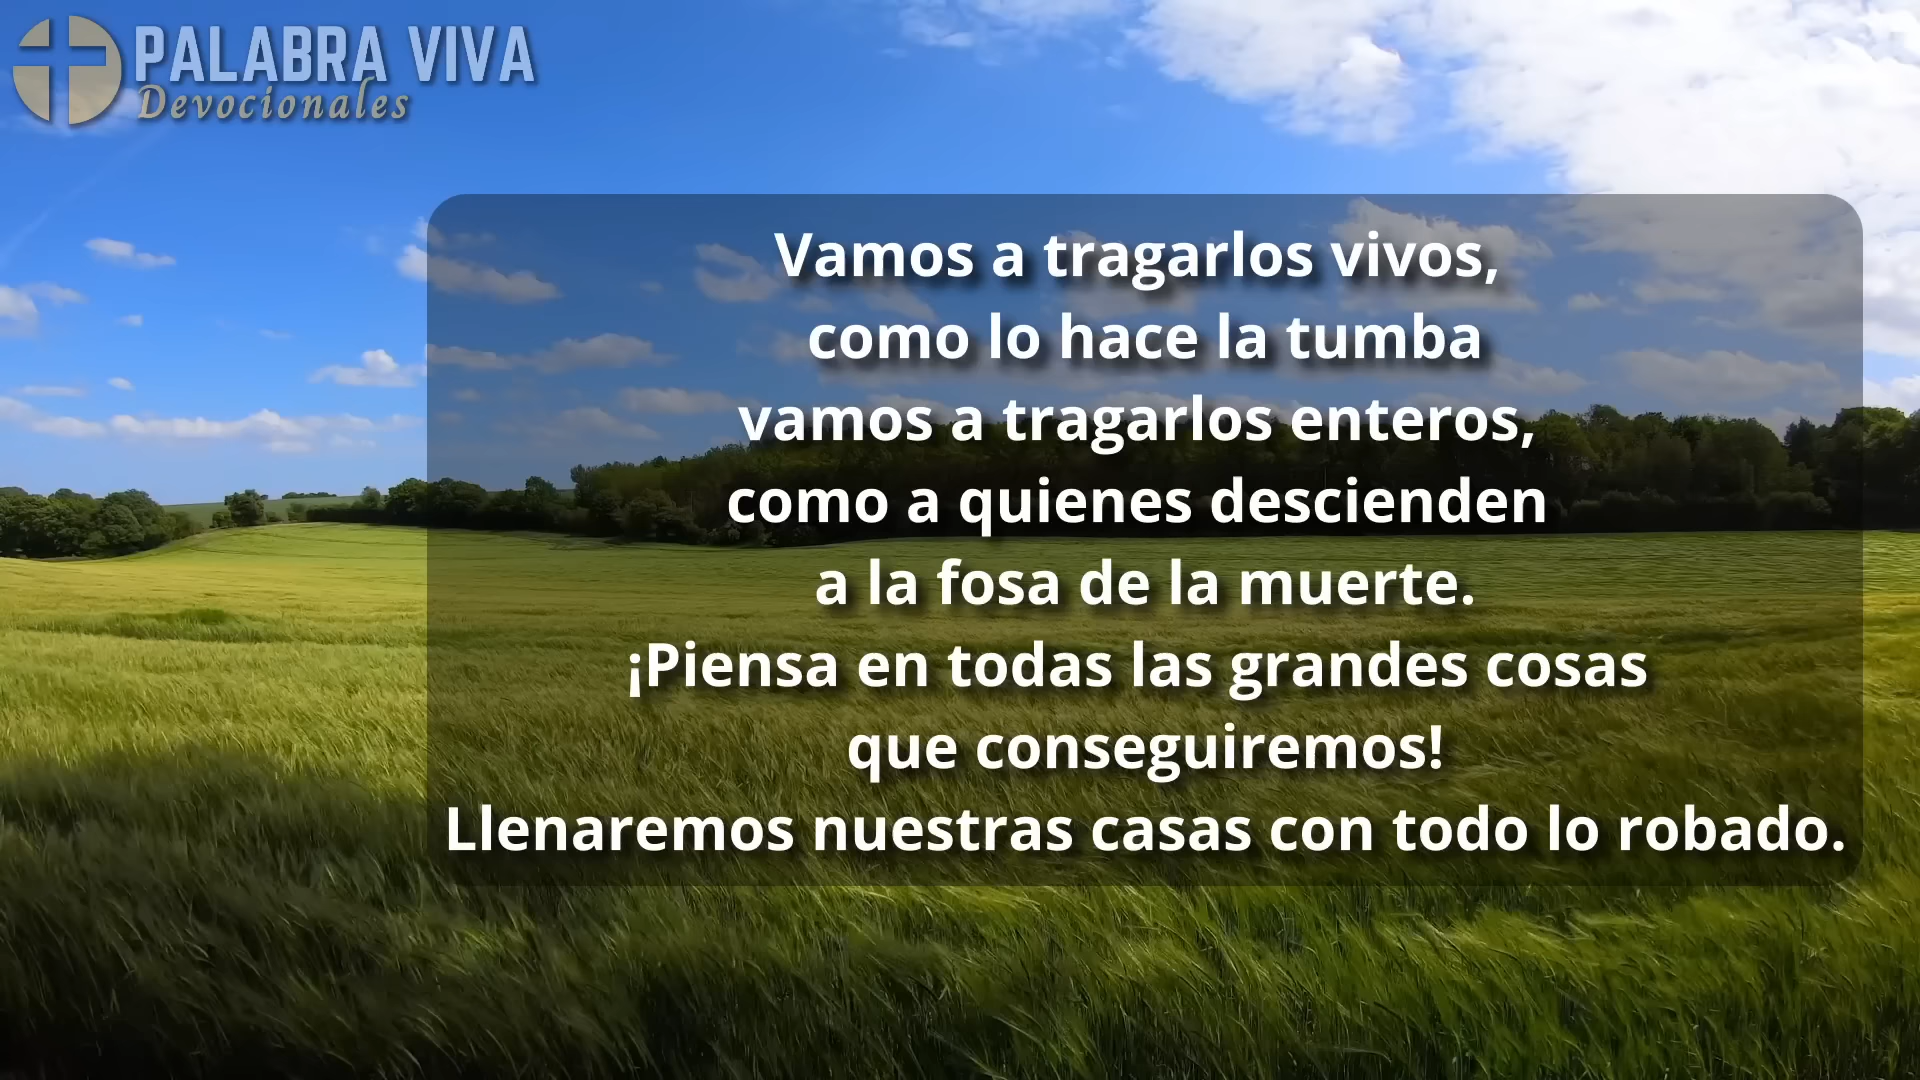 PALABRA VIVA
Devocionales
Vamos a tragarlos vivos,
como lo hace la tumba
vamos a tragarlos enteros,
como a quienes descienden
a la fosa de la muerte.
¡Piensa en todas las grandes cosas
que conseguiremos!
Llenaremos nuestras casas con todo lo robado.